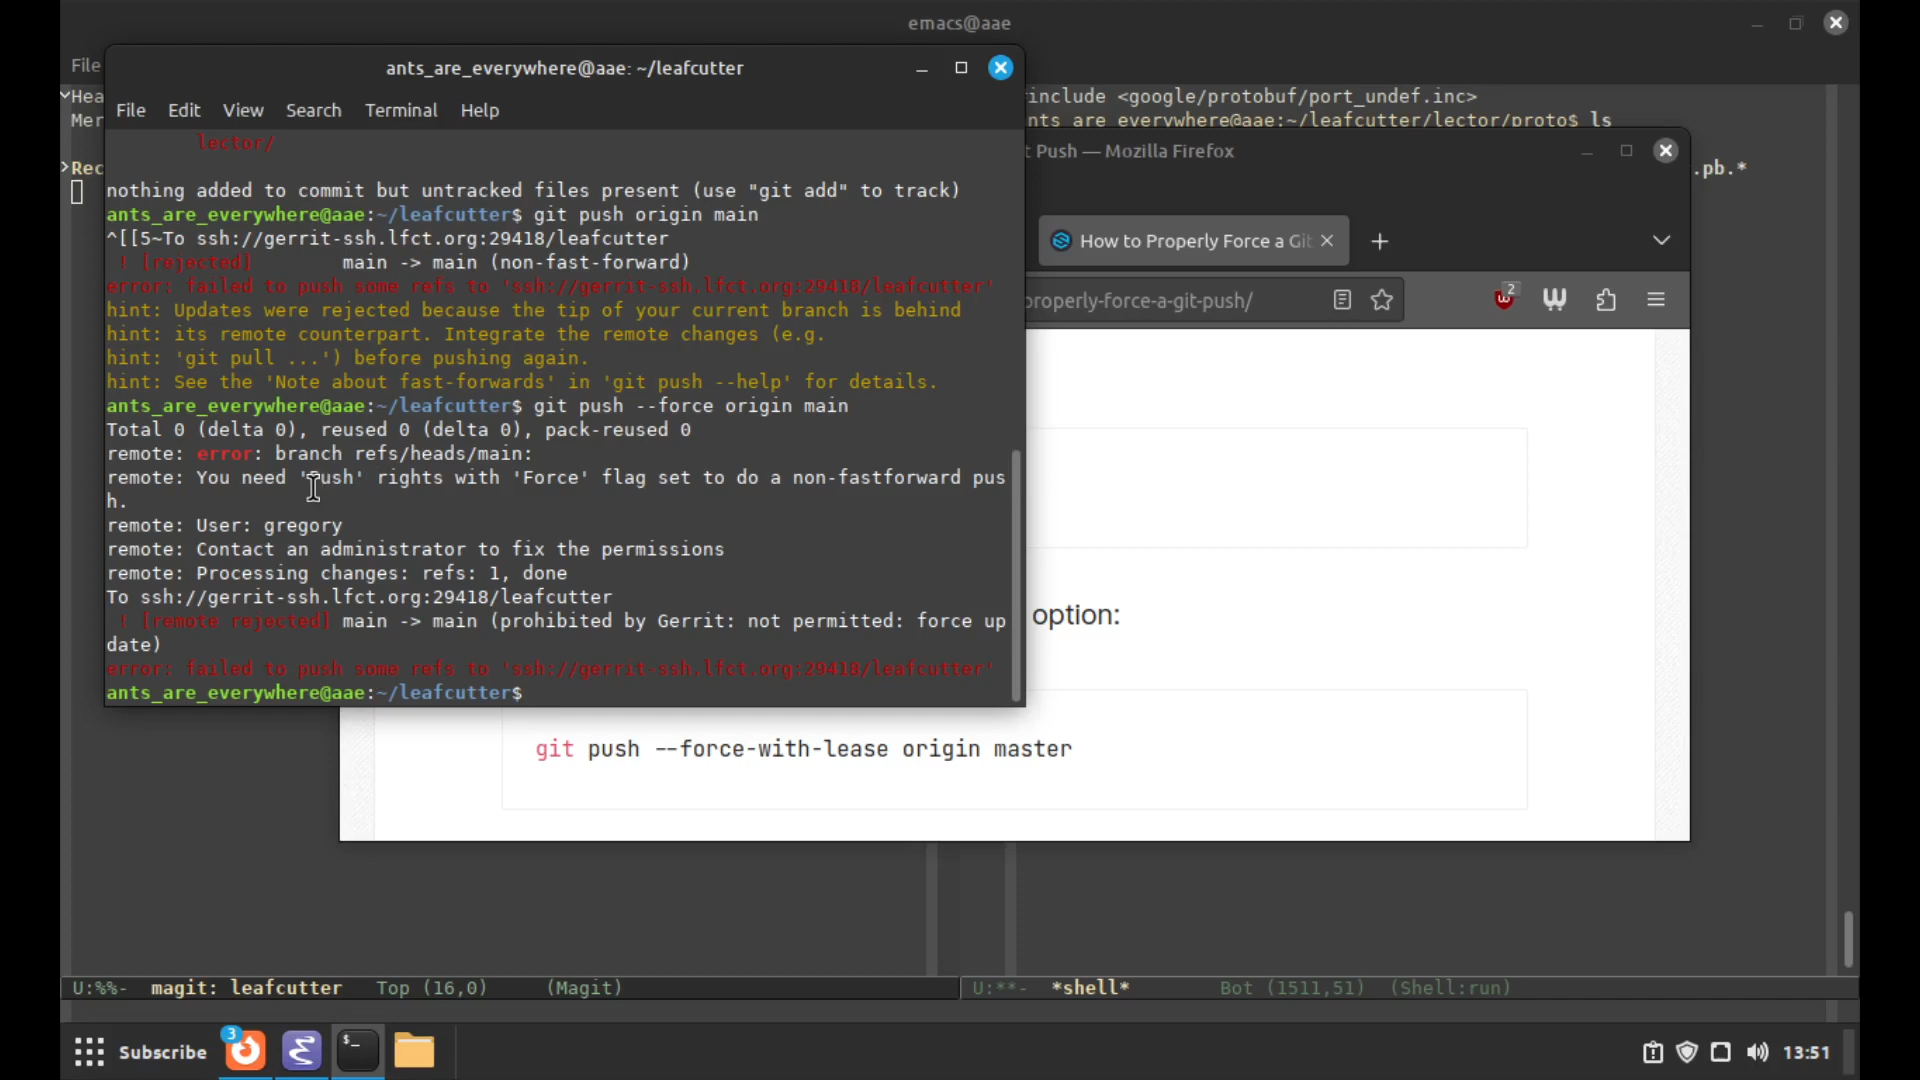 emacs@aae
File
ants_are_everywhere@aae: ~/leafcutter
File Edit View Search Terminal Help
Hea
Mer
Rec
include <google/protobuf/port_undef.inc>
nts_are_everywhere@aae:~/leafcutter/lector/proto$ ls
.pb.*
t Push — Mozilla Firefox
How to Properly Force a Git
properly-force-a-git-push/
2
lector/
nothing added to commit but untracked files present (use "git add" to track)
ants_are_everywhere@aae:~/leafcutter$ git push origin main
^[[5~To ssh://gerrit-ssh.lfct.org:29418/leafcutter
! [rejected] main -> main (non-fast-forward)
error: failed to push some refs to 'ssh://gerrit-ssh.lfct.org:29418/leafcutter'
hint: Updates were rejected because the tip of your current branch is behind
hint: its remote counterpart. Integrate the remote changes (e.g.
hint: 'git pull ...') before pushing again.
hint: See the 'Note about fast-forwards' in 'git push --help' for details.
ants_are_everywhere@aae:~/leafcutter$ git push --force origin main
Total 0 (delta 0), reused 0 (delta 0), pack-reused 0
remote: error: branch refs/heads/main:
remote: You need 'Push' rights with 'Force' flag set to do a non-fastforward pus
h.
remote: User: gregory
remote: Contact an administrator to fix the permissions
remote: Processing changes: refs: 1, done
To ssh://gerrit-ssh.lfct.org:29418/leafcutter
! [remote rejected] main -> main (prohibited by Gerrit: not permitted: force up
date)
error: failed to push some refs to 'ssh://gerrit-ssh.lfct.org:29418/leafcutter'
ants_are_everywhere@aae:~/leafcutter$
option:
git push --force-with-lease origin master
U:%%- magit: leafcutter Top (16,0) (Magit)
U:**- *shell* Bot (1511,51) (Shell:run)
Subscribe
3
13:51